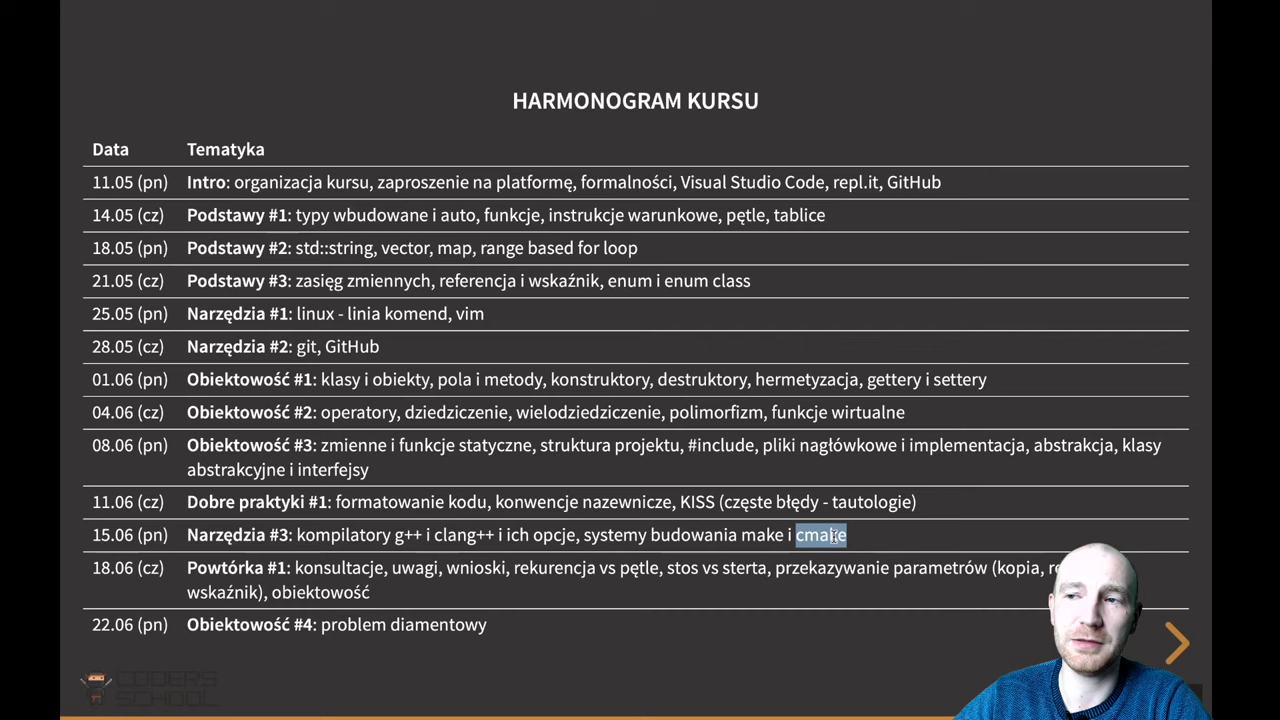 HARMONOGRAM KURSU
Data Tematyka
11.05 (pn) Intro: organizacja kursu, zaproszenie na platformę, formalności, Visual Studio Code, repl.it, GitHub
14.05 (cz) Podstawy #1: typy wbudowane i auto, funkcje, instrukcje warunkowe, pętle, tablice
18.05 (pn) Podstawy #2: std::string, vector, map, range based for loop
21.05 (cz) Podstawy #3: zasięg zmiennych, referencja i wskaźnik, enum i enum class
25.05 (pn) Narzędzia #1: linux - linia komend, vim
28.05 (cz) Narzędzia #2: git, GitHub
01.06 (pn) Obiektowość #1: klasy i obiekty, pola i metody, konstruktory, destruktory, hermetyzacja, gettery i settery
04.06 (cz) Obiektowość #2: operatory, dziedziczenie, wielodziedziczenie, polimorfizm, funkcje wirtualne
08.06 (pn) Obiektowość #3: zmienne i funkcje statyczne, struktura projektu, #include, pliki nagłówkowe i implementacja, abstrakcja, klasy
abstrakcyjne i interfejsy
11.06 (cz) Dobre praktyki #1: formatowanie kodu, konwencje nazewnicze, KISS (częste błędy - tautologie)
15.06 (pn) Narzędzia #3: kompilatory g++ i clang++ i ich opcje, systemy budowania make i cmake
18.06 (cz) Powtórka #1: konsultacje, uwagi, wnioski, rekurencja vs pętle, stos vs sterta, przekazywanie parametrów (kopia,
wskaźnik), obiektowość
22.06 (pn) Obiektowość #4: problem diamentowy
CODERS
SCHOOL